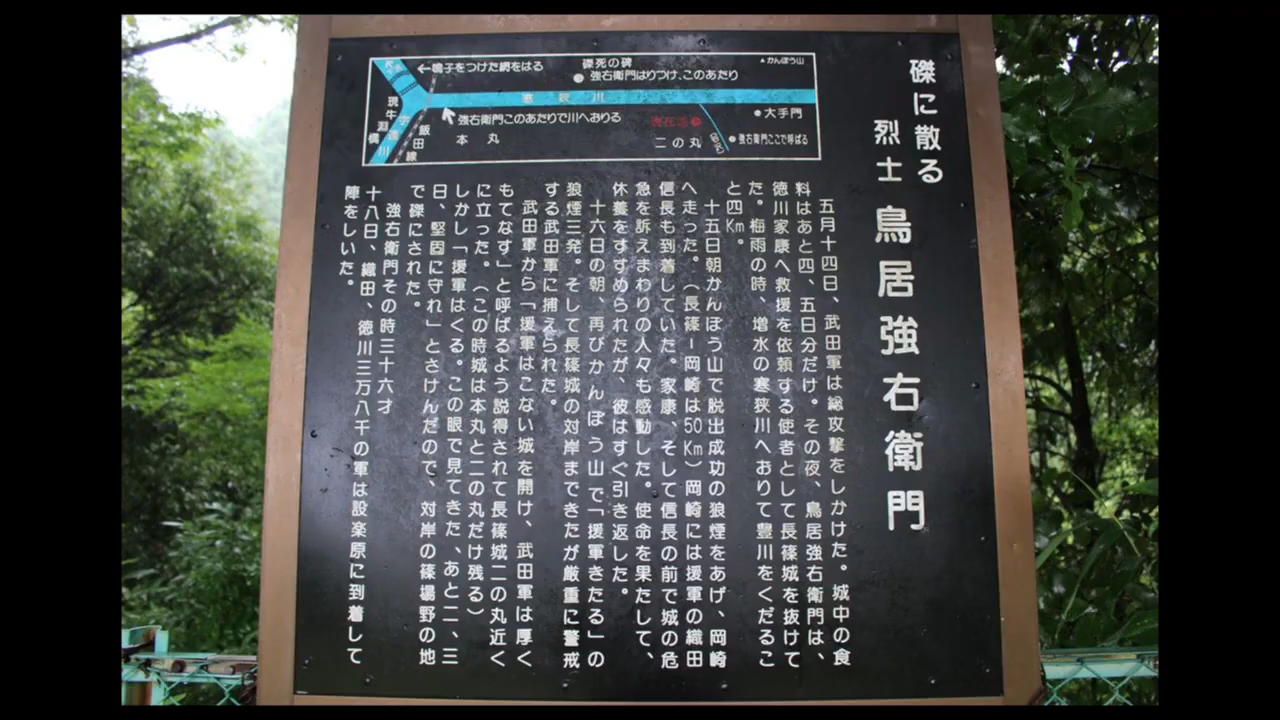 磔に散る
烈士 鳥居強右衛門
五月十四日、武田軍は総攻撃をしかけた。城中の食
料はあと四、五日分だけ。その夜、鳥居強右衛門は、
徳川家康へ救援を依頼する使者として長篠城を抜けて
た。梅雨の時、増水の寒狭川へおりて豊川をくだるこ
と四Km。
十五日朝かんぼう山で脱出成功の狼煙をあげ、岡崎
へ走った。（長篠ー岡崎は50Km）岡崎には援軍の織田
信長も到着していた。家康、そして信長の前で城の危
急を訴えまわりの人々も感動した。使命を果たして、
休養をすすめられたが、彼はすぐ引き返した。
十六日の朝、再びかんぼう山で「援軍きたる」の
狼煙三発。そして長篠城の対岸まできたが厳重に警戒
する武田軍に捕えられた。
武田軍から「援軍はこない城を開け、武田軍は厚く
もてなす」と呼ばるよう説得されて長篠城二の丸近く
に立った。（この時城は本丸と二の丸だけ残る）
しかし「援軍はくる。この眼で見てきた、あと二、三
日、堅固に守れ」とさけんだので、対岸の篠場野の地
で磔にされた。
強右衛門その時三十六才
十八日、織田、徳川三万八千の軍は設楽原に到着して
陣をしいた。
←鳴子をつけた網をはる
磔死の碑
強右衛門はりつけ、このあたり
▲かんぼう山
寒狭川
強右衛門このあたりで川へおりる
大手門
現在地
強右衛門ここで呼ばる
本丸
二の丸
飯田線
現牛淵橋